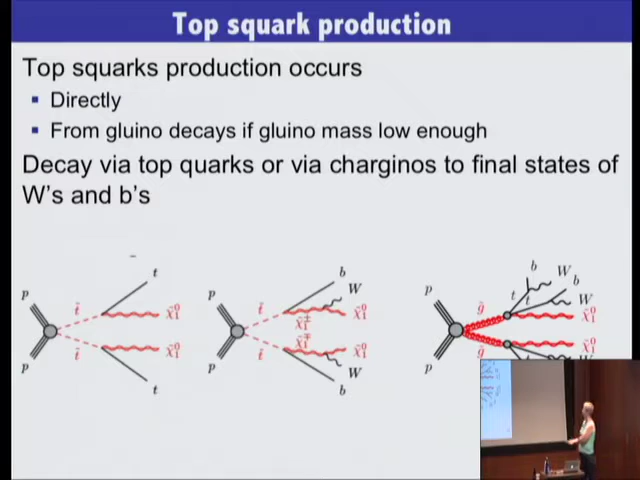 Top squark production
Top squarks production occurs
Directly
From gluino decays if gluino mass low enough
Decay via top quarks or via charginos to final states of
W's and b's
p
p
t̃
t̃
t
χ̃₁⁰
χ̃₁⁰
t
p
p
t̃
t̃
b
W
χ̃₁⁰
χ̃₁±
χ̃₁∓
χ̃₁⁰
W
b
p
p
g̃
g̃
t
t
b
W
b
W
χ̃₁⁰
χ̃₁⁰